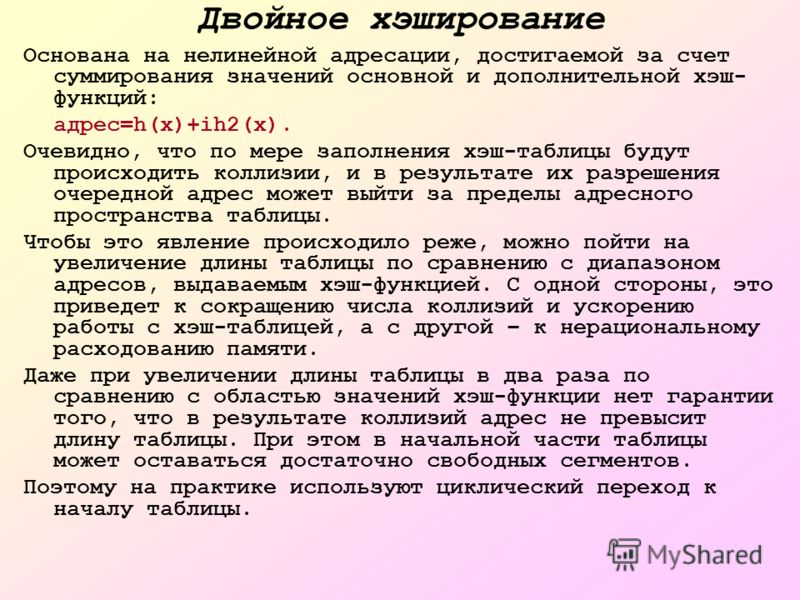 Двойное хэширование
Основана на нелинейной адресации, достигаемой за счет
суммирования значений основной и дополнительной хэш-
функций:
адрес=h(x)+ih2(x).
Очевидно, что по мере заполнения хэш-таблицы будут
происходить коллизии, и в результате их разрешения
очередной адрес может выйти за пределы адресного
пространства таблицы.
Чтобы это явление происходило реже, можно пойти на
увеличение длины таблицы по сравнению с диапазоном
адресов, выдаваемым хэш-функцией. С одной стороны, это
приведет к сокращению числа коллизий и ускорению
работы с хэш-таблицей, а с другой – к нерациональному
расходованию памяти.
Даже при увеличении длины таблицы в два раза по
сравнению с областью значений хэш-функции нет гарантии
того, что в результате коллизий адрес не превысит
длину таблицы. При этом в начальной части таблицы
может оставаться достаточно свободных сегментов.
Поэтому на практике используют циклический переход к
началу таблицы.
MyShared